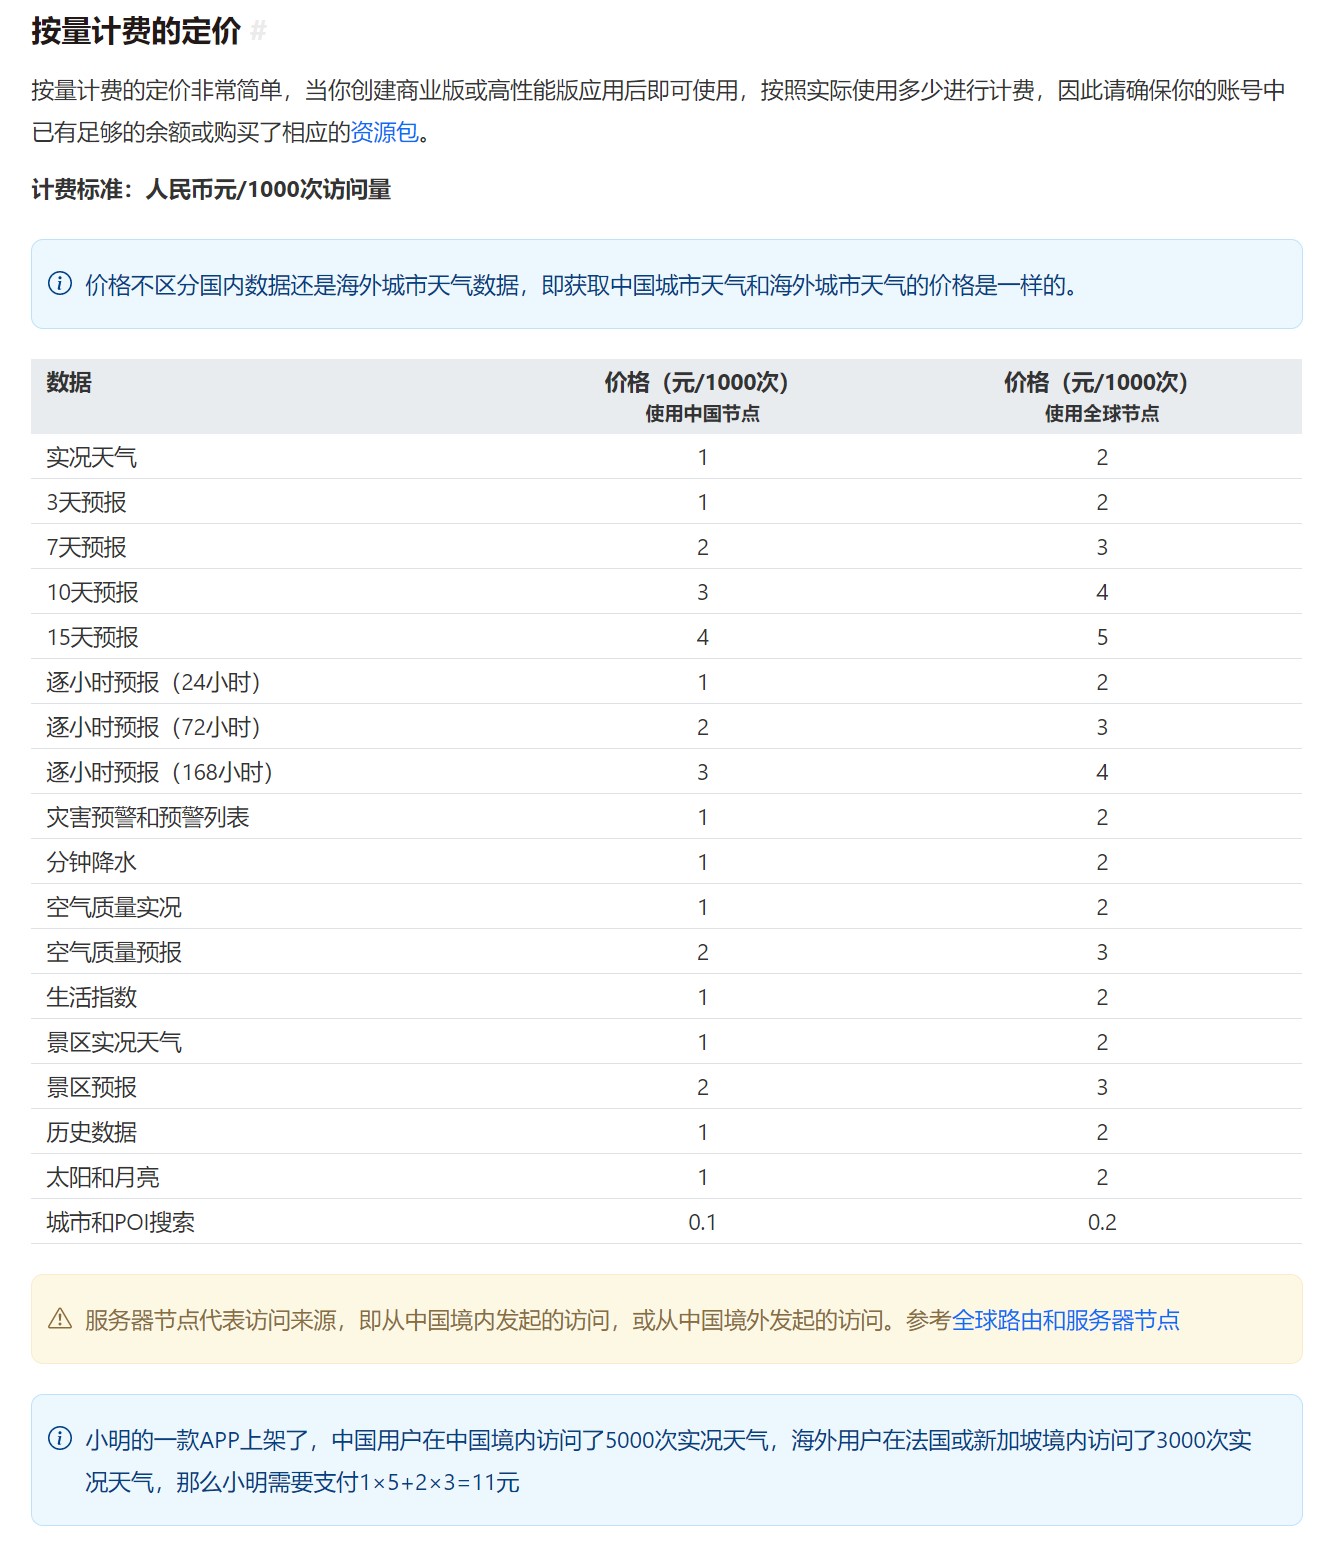 按量计费的定价 #
按量计费的定价非常简单，当你创建商业版或高性能版应用后即可使用，按照实际使用多少进行计费，因此请确保你的账号中
已有足够的余额或购买了相应的资源包。
计费标准：人民币元/1000次访问量
价格不区分国内数据还是海外城市天气数据，即获取中国城市天气和海外城市天气的价格是一样的。
数据 价格（元/1000次） 价格（元/1000次）
使用中国节点 使用全球节点
实况天气 1 2
3天预报 1 2
7天预报 2 3
10天预报 3 4
15天预报 4 5
逐小时预报（24小时） 1 2
逐小时预报（72小时） 2 3
逐小时预报（168小时） 3 4
灾害预警和预警列表 1 2
分钟降水 1 2
空气质量实况 1 2
空气质量预报 2 3
生活指数 1 2
景区实况天气 1 2
景区预报 2 3
历史数据 1 2
太阳和月亮 1 2
城市和POI搜索 0.1 0.2
服务器节点代表访问来源，即从中国境内发起的访问，或从中国境外发起的访问。参考全球路由和服务器节点
小明的一款APP上架了，中国用户在中国境内访问了5000次实况天气，海外用户在法国或新加坡境内访问了3000次实
况天气，那么小明需要支付1×5+2×3=11元